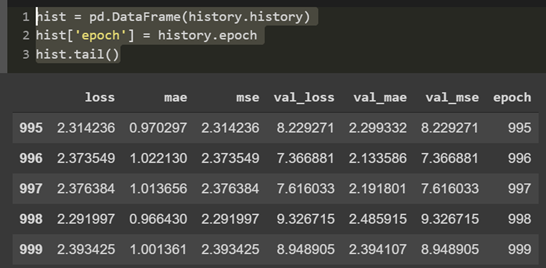 1 hist = pd.DataFrame(history.history)
2 hist['epoch'] = history.epoch
3 hist.tail()
loss mae mse val_loss val_mae val_mse epoch
995 2.314236 0.970297 2.314236 8.229271 2.299332 8.229271 995
996 2.373549 1.022130 2.373549 7.366881 2.133586 7.366881 996
997 2.376384 1.013656 2.376384 7.616033 2.191801 7.616033 997
998 2.291997 0.966430 2.291997 9.326715 2.485915 9.326715 998
999 2.393425 1.001361 2.393425 8.948905 2.394107 8.948905 999